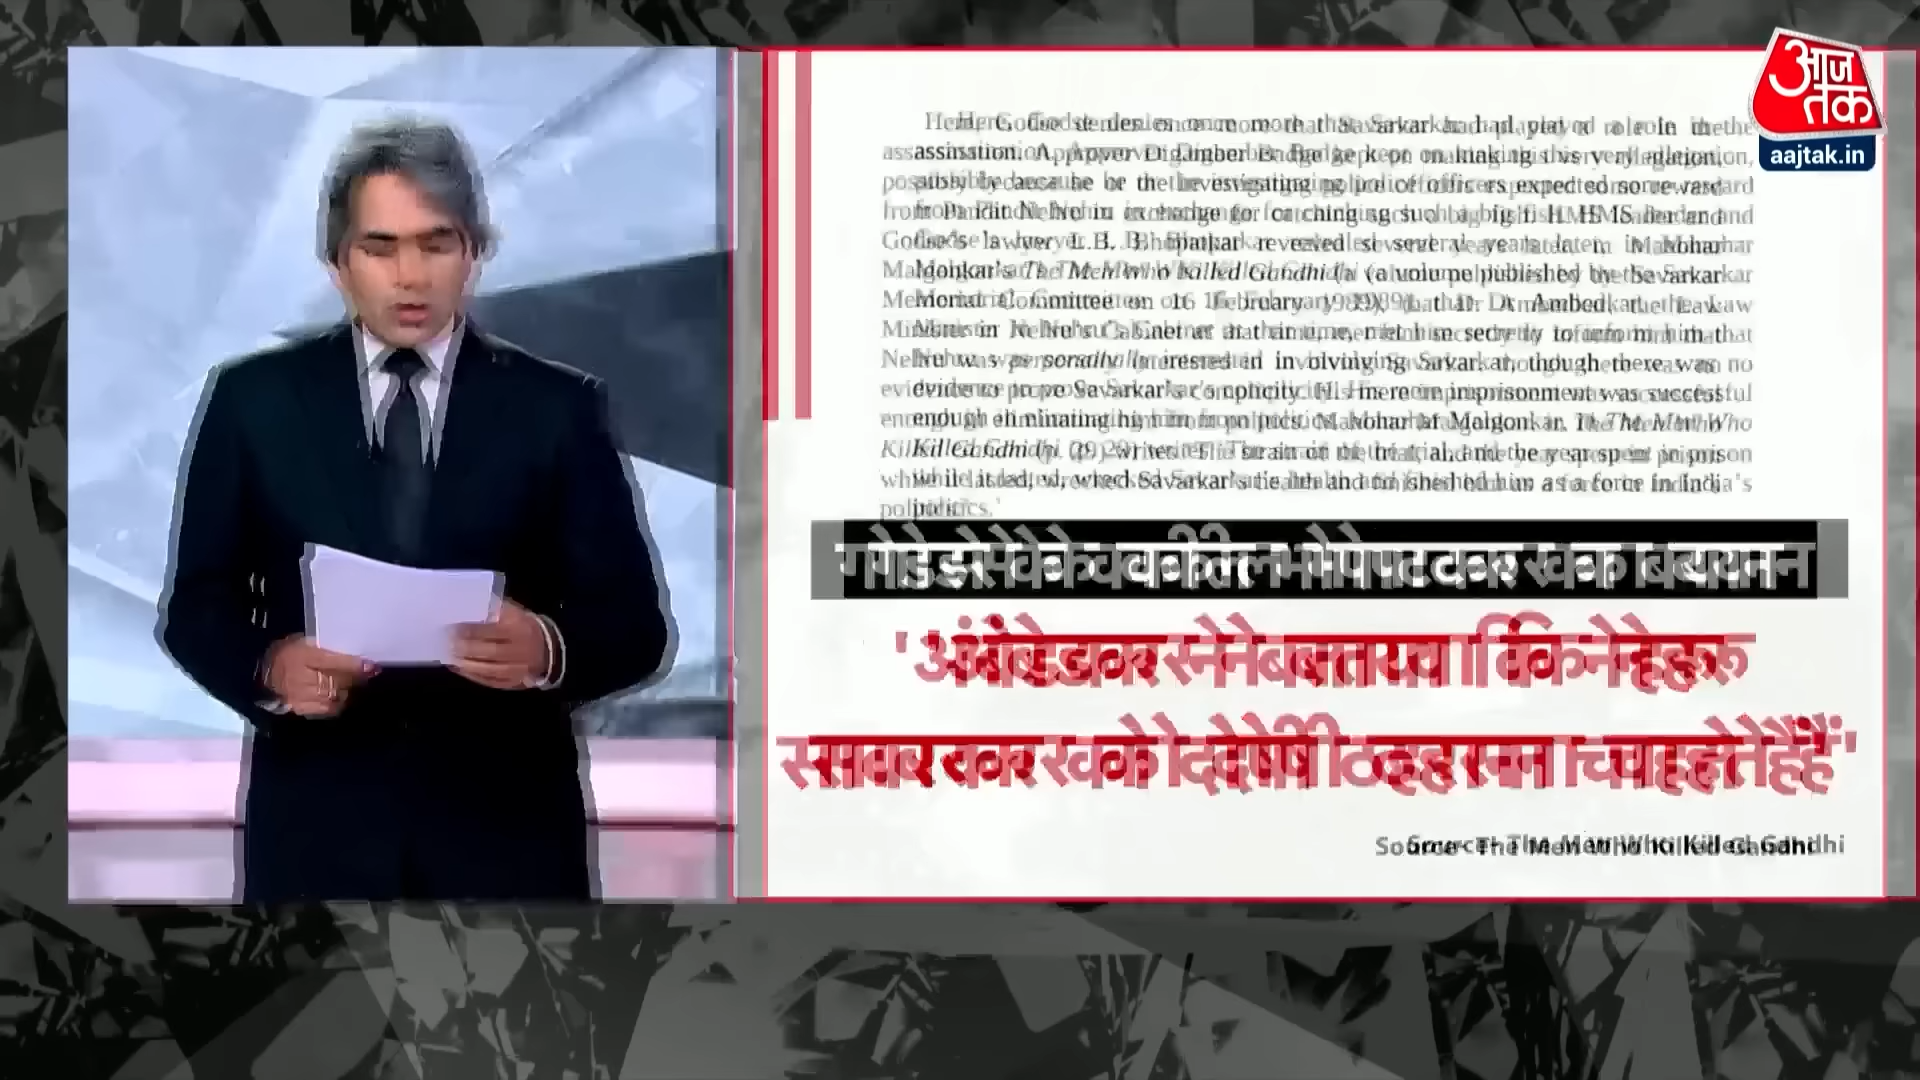 आज
तक
aajtak.in
Here, Godse denies once more that Savarkar had played a role in the
assassination. Approver Digamber Badge kept on making this very allegation,
possibly because he or the investigating police officers expected some reward
from Pandit Nehru in exchange for catching such a big fish. HMS leader and
Godse's lawyer L.B. Bhopatkar revealed several years later, in Manohar
Malgonkar's The Men Who Killed Gandhi (a volume published by the Savarkar
Memorial Committee on 16 February 1989), that Dr. Ambedkar, the Law
Minister in Nehru's Cabinet at that time, met him secretly to inform him that
Nehru was personally interested in involving Savarkar, though there was no
evidence to prove Savarkar's complicity. His mere imprisonment was successful
enough in eliminating him from politics. Manohar Malgonkar, in The Men Who
Killed Gandhi (p. 29) writes: 'The strain of the trial, and the year spent in prison
while it lasted, wrecked Savarkar's health and finished him as a force in India's
politics.'
गोडसे के वकील भोपटकर का बयान
'अंबेडकर ने बताया कि नेहरू
सावरकर को दोषी ठहराना चाहते हैं'
Source- The Men Who Killed Gandhi